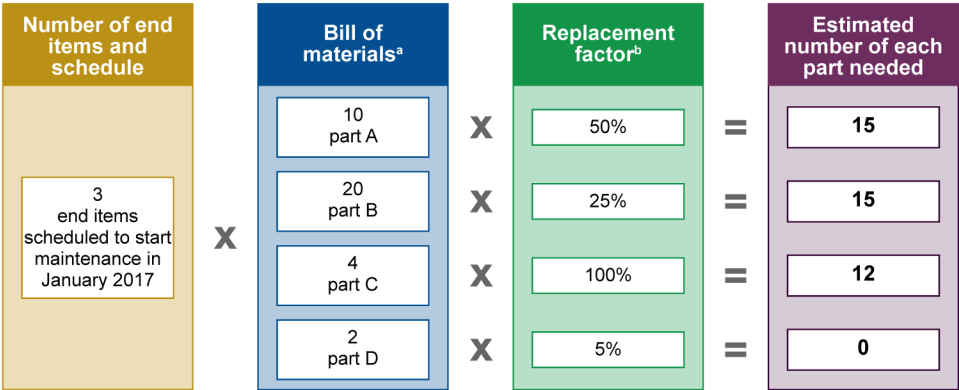 Number of end
items and
schedule
Bill of
materialsᵃ
Replacement
factorᵇ
Estimated
number of each
part needed
3
end items
scheduled to start
maintenance in
January 2017
X
10
part A
X
50%
=
15
20
part B
X
25%
=
15
4
part C
X
100%
=
12
2
part D
X
5%
=
0